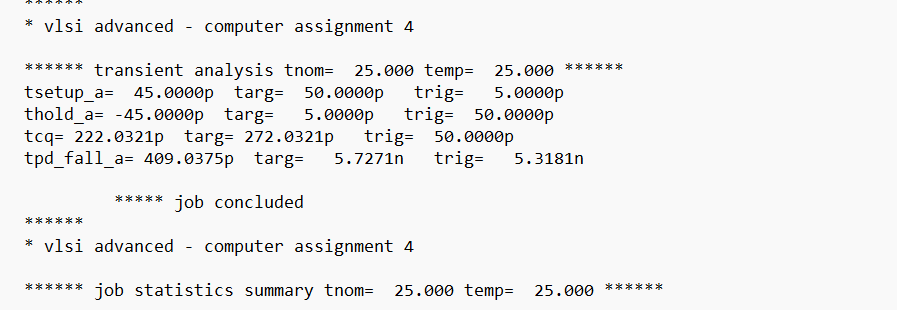 ******
* vlsi advanced - computer assignment 4
****** transient analysis tnom=  25.000 temp=  25.000 ******
tsetup_a=  45.0000p  targ=  50.0000p   trig=   5.0000p
thold_a= -45.0000p  targ=   5.0000p   trig=  50.0000p
tcq= 222.0321p  targ= 272.0321p   trig=  50.0000p
tpd_fall_a= 409.0375p  targ=   5.7271n   trig=   5.3181n
***** job concluded
******
* vlsi advanced - computer assignment 4
****** job statistics summary tnom=  25.000 temp=  25.000 ******